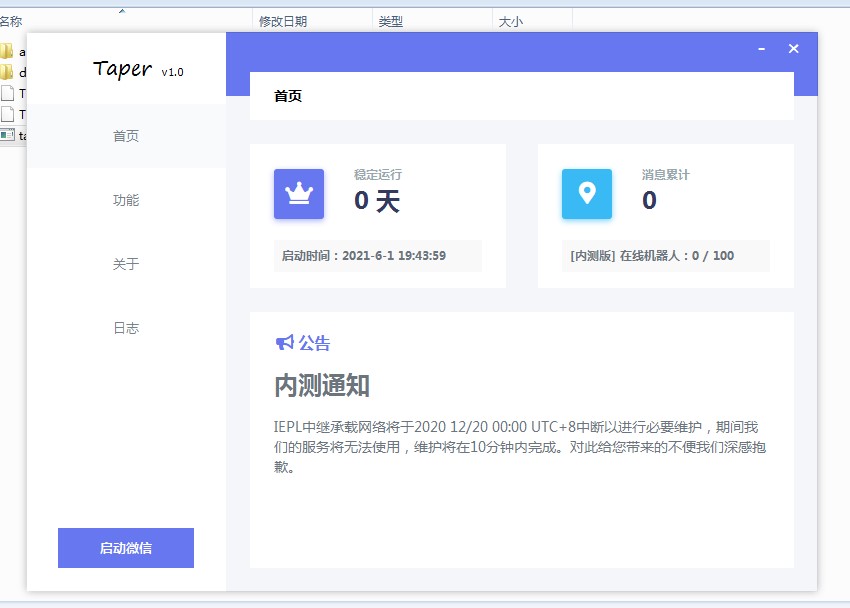 名称 修改日期 类型 大小
Taper v1.0
首页
功能
关于
日志
启动微信
首页
稳定运行
0 天
启动时间：2021-6-1 19:43:59
消息累计
0
[内测版] 在线机器人：0 / 100
公告
内测通知
IEPL中继承载网络将于2020 12/20 00:00 UTC+8中断以进行必要维护，期间我
们的服务将无法使用，维护将在10分钟内完成。对此给您带来的不便我们深感抱
歉。